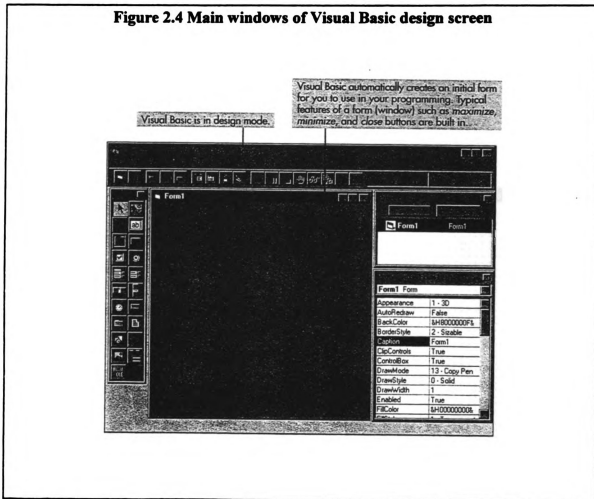 Figure 2.4 Main windows of Visual Basic design screen
Visual Basic automatically creates an initial form
for you to use in your programming. Typical
features of a form (window) such as maximize,
minimize, and close buttons are built in.
Visual Basic is in design mode.
Form1
Form1 Form1
Form1 Form
Appearance 1 - 3D
AutoRedraw False
BackColor &H8000000F&
BorderStyle 2 - Sizable
Caption Form1
ClipControls True
ControlBox True
DrawMode 13 - Copy Pen
DrawStyle 0 - Solid
DrawWidth 1
Enabled True
FillColor &H00000000&